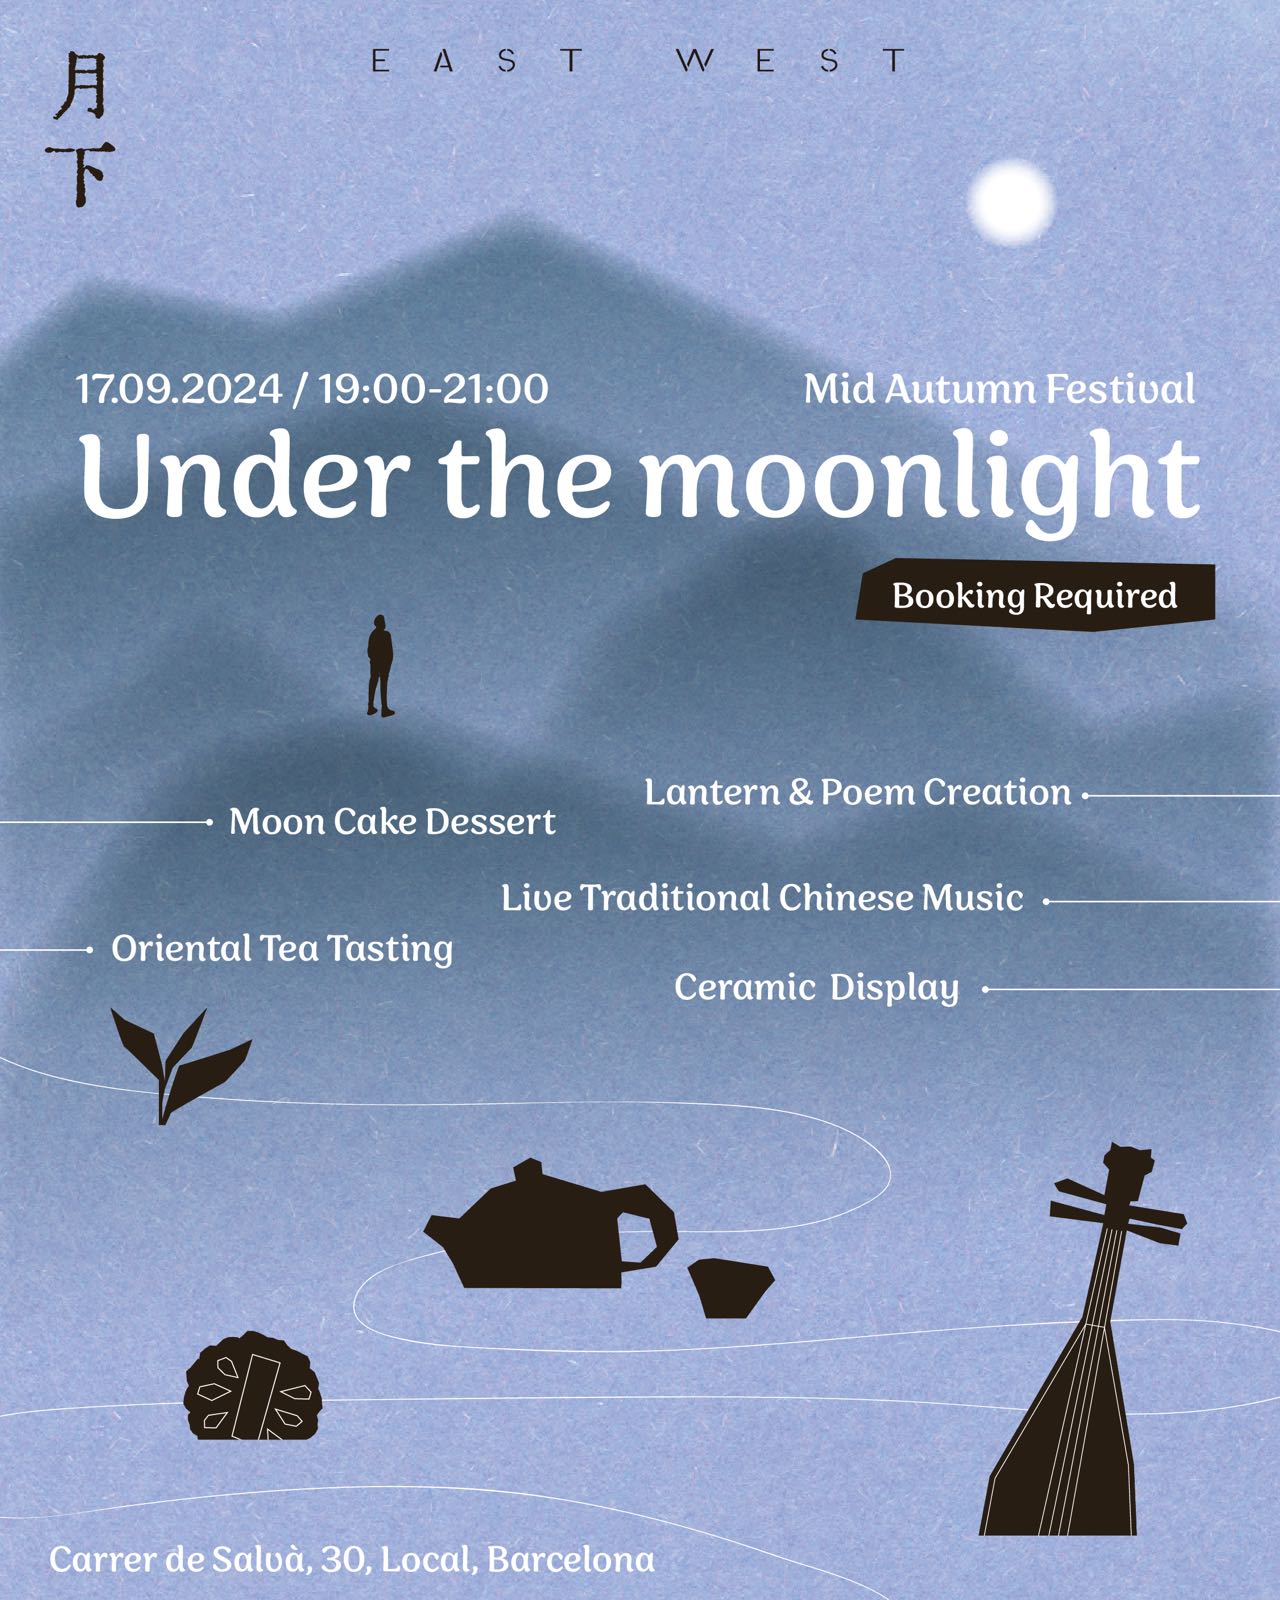 月
下
EAST WEST
17.09.2024 / 19:00-21:00
Mid Autumn Festival
Under the moonlight
Booking Required
Lantern & Poem Creation
Moon Cake Dessert
Live Traditional Chinese Music
Oriental Tea Tasting
Ceramic Display
Carrer de Salvà, 30, Local, Barcelona